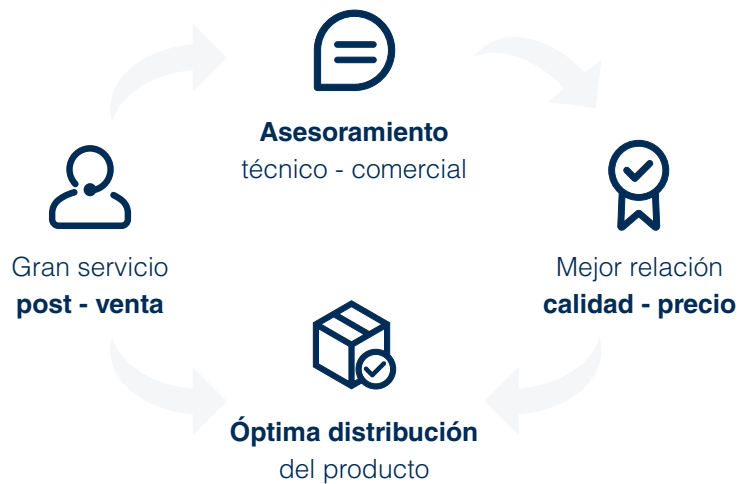 Asesoramiento
técnico - comercial
Gran servicio
post - venta
Mejor relación
calidad - precio
Óptima distribución
del producto